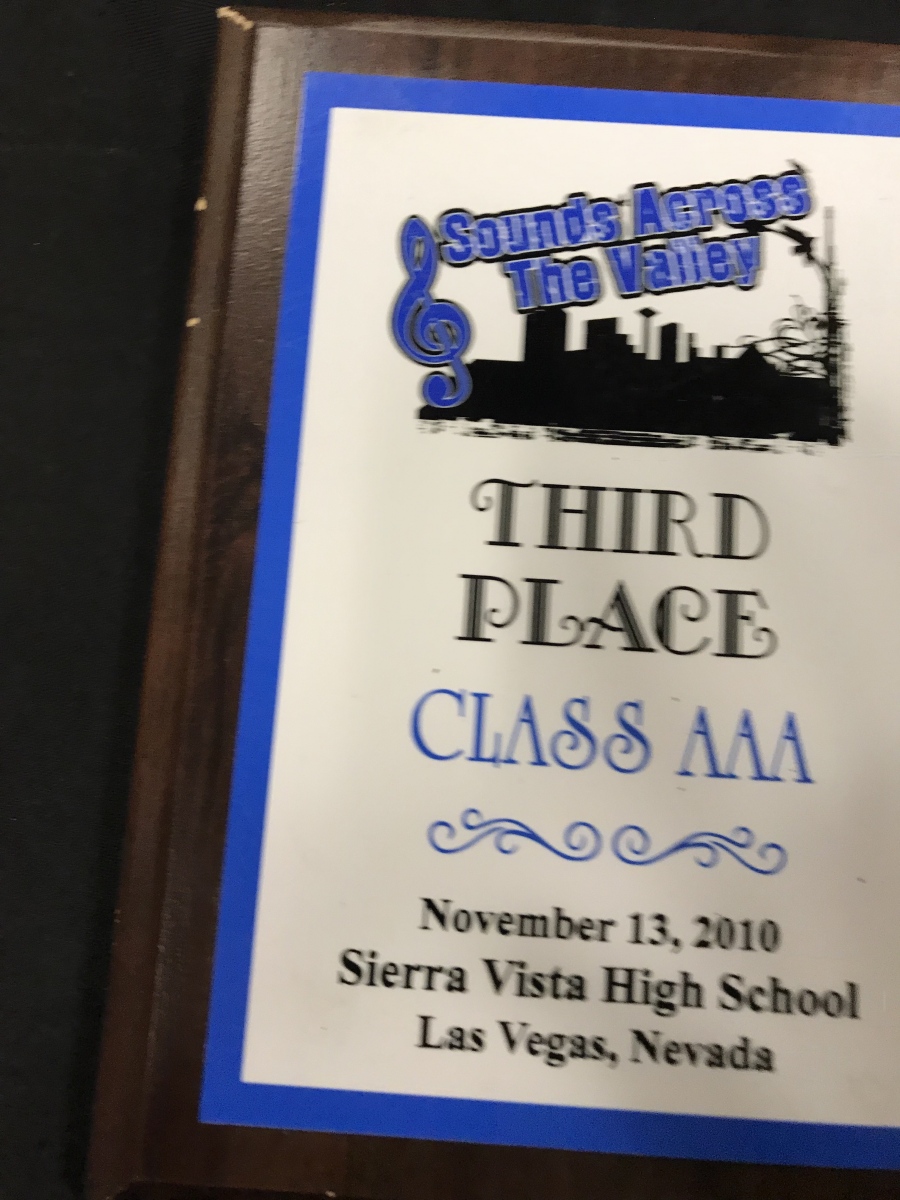 Sounds Across
The Valley
THIRD
PLACE
CLASS AAA
November 13, 2010
Sierra Vista High School
Las Vegas, Nevada